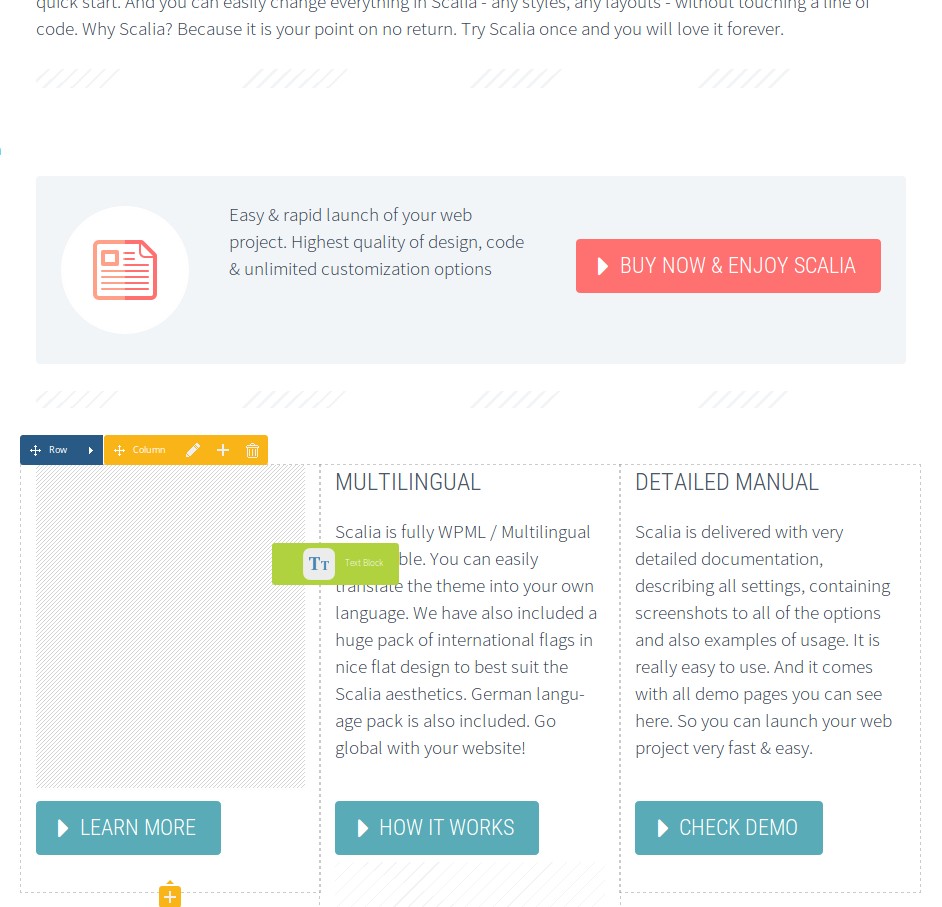 quick start. And you can easily change everything in Scalia - any styles, any layouts - without touching a line of
code. Why Scalia? Because it is your point on no return. Try Scalia once and you will love it forever.
Easy & rapid launch of your web
project. Highest quality of design, code
& unlimited customization options
BUY NOW & ENJOY SCALIA
Row
Column
MULTILINGUAL
Scalia is fully WPML / Multilingual
ble. You can easily
Text Block
translate the theme into your own
language. We have also included a
huge pack of international flags in
nice flat design to best suit the
Scalia aesthetics. German langu-
age pack is also included. Go
global with your website!
DETAILED MANUAL
Scalia is delivered with very
detailed documentation,
describing all settings, containing
screenshots to all of the options
and also examples of usage. It is
really easy to use. And it comes
with all demo pages you can see
here. So you can launch your web
project very fast & easy.
LEARN MORE
HOW IT WORKS
CHECK DEMO